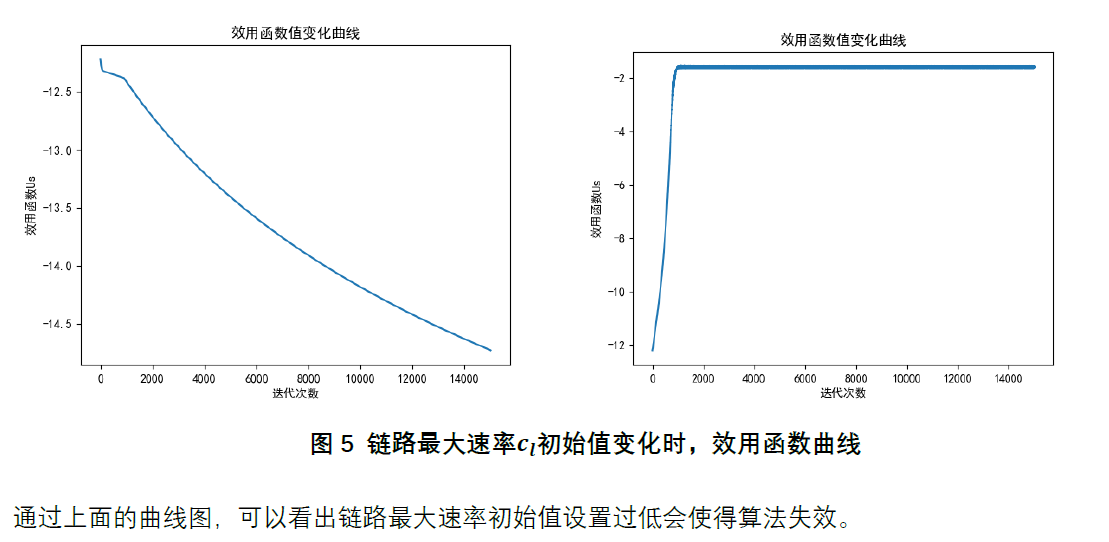 效用函数值变化曲线
效用函数Us
-12.5
-13.0
-13.5
-14.0
-14.5
0 2000 4000 6000 8000 10000 12000 14000
迭代次数
效用函数值变化曲线
效用函数Us
-2
-4
-6
-8
-10
-12
0 2000 4000 6000 8000 10000 12000 14000
迭代次数
图 5 链路最大速率cl初始值变化时，效用函数曲线
通过上面的曲线图，可以看出链路最大速率初始值设置过低会使得算法失效。